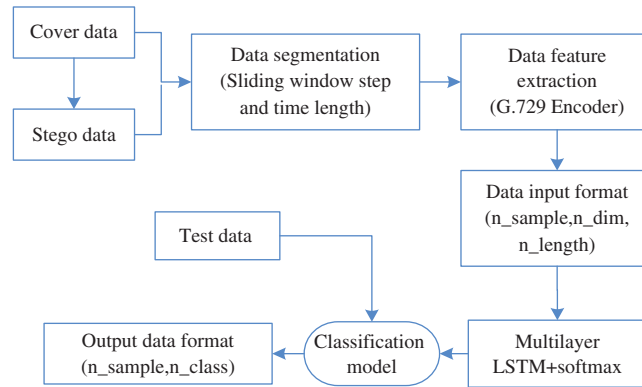 Cover data
Stego data
Data segmentation
(Sliding window step
and time length)
Data feature
extraction
(G.729 Encoder)
Data input format
(n_sample,n_dim,
n_length)
Test data
Multilayer
LSTM+softmax
Classification
model
Output data format
(n_sample,n_class)